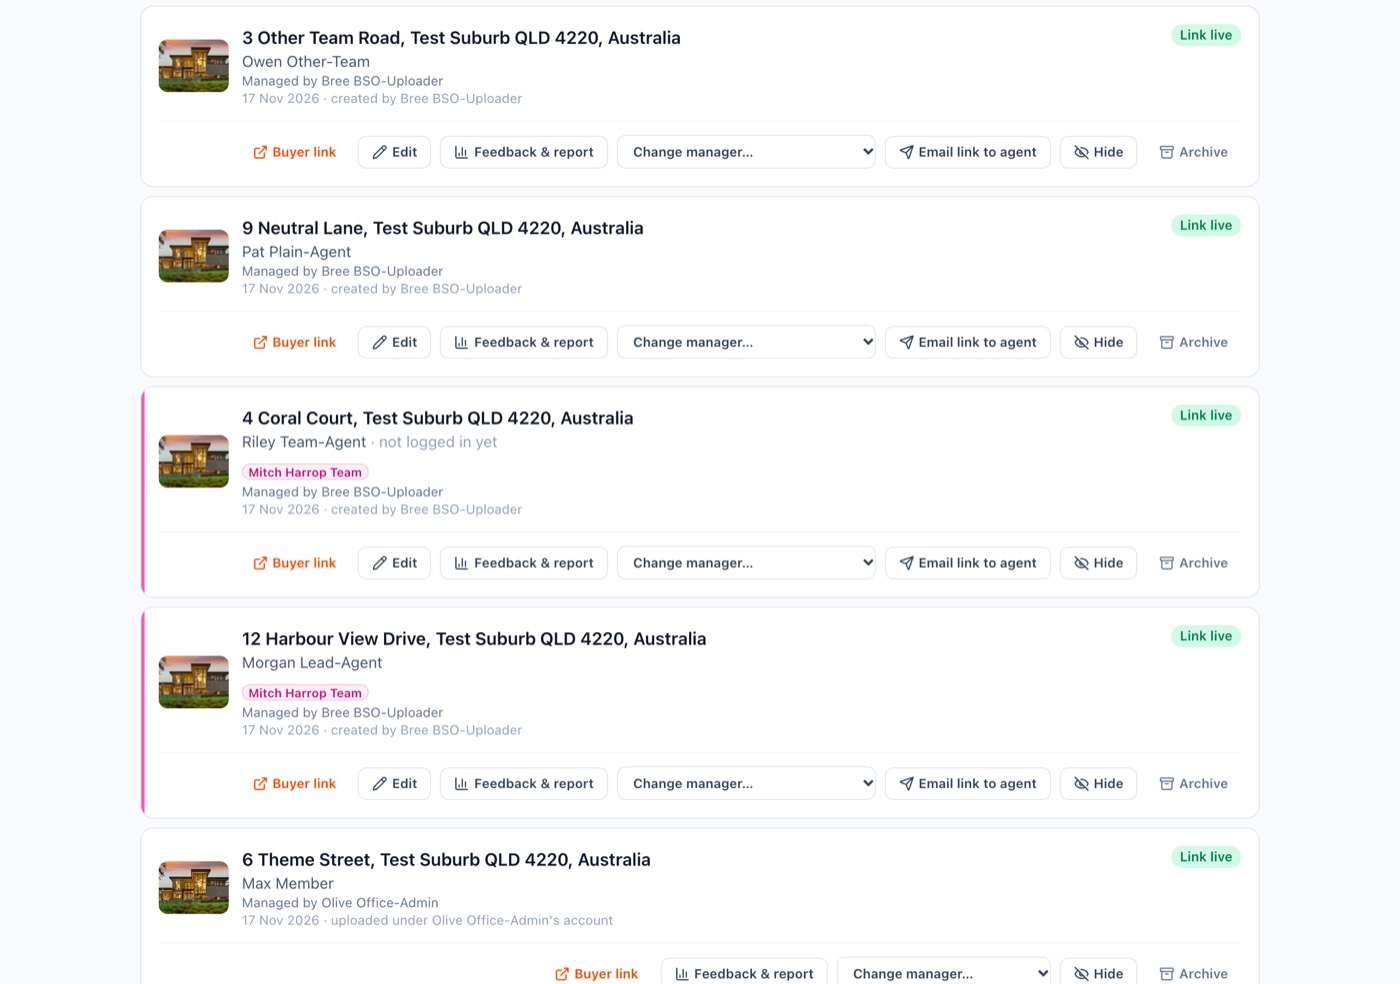 3 Other Team Road, Test Suburb QLD 4220, Australia
Link live
Owen Other-Team
Managed by Bree BSO-Uploader
17 Nov 2026 · created by Bree BSO-Uploader
Buyer link Edit Feedback & report Change manager... Email link to agent Hide Archive
9 Neutral Lane, Test Suburb QLD 4220, Australia
Link live
Pat Plain-Agent
Managed by Bree BSO-Uploader
17 Nov 2026 · created by Bree BSO-Uploader
Buyer link Edit Feedback & report Change manager... Email link to agent Hide Archive
4 Coral Court, Test Suburb QLD 4220, Australia
Link live
Riley Team-Agent · not logged in yet
Mitch Harrop Team
Managed by Bree BSO-Uploader
17 Nov 2026 · created by Bree BSO-Uploader
Buyer link Edit Feedback & report Change manager... Email link to agent Hide Archive
12 Harbour View Drive, Test Suburb QLD 4220, Australia
Link live
Morgan Lead-Agent
Mitch Harrop Team
Managed by Bree BSO-Uploader
17 Nov 2026 · created by Bree BSO-Uploader
Buyer link Edit Feedback & report Change manager... Email link to agent Hide Archive
6 Theme Street, Test Suburb QLD 4220, Australia
Link live
Max Member
Managed by Olive Office-Admin
17 Nov 2026 · uploaded under Olive Office-Admin's account
Buyer link Feedback & report Change manager... Hide Archive